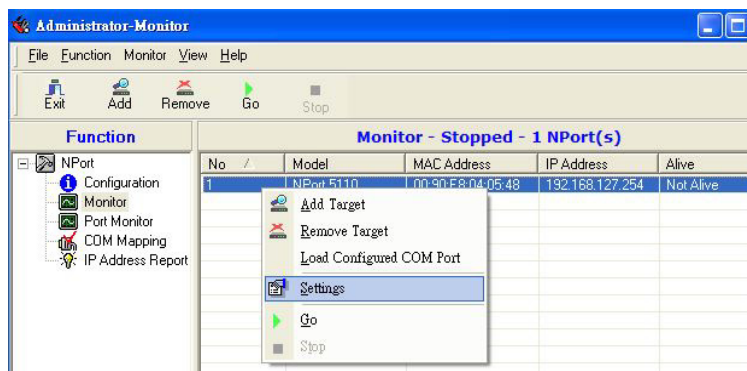 Administrator-Monitor
File Function Monitor View Help
Exit Add Remove Go Stop
Function
Monitor - Stopped - 1 NPort(s)
NPort
Configuration
Monitor
Port Monitor
COM Mapping
IP Address Report
No Model MAC Address IP Address Alive
1 NPort 5110 00:90:E8:04:05:48 192.168.127.254 Not Alive
Add Target
Remove Target
Load Configured COM Port
Settings
Go
Stop